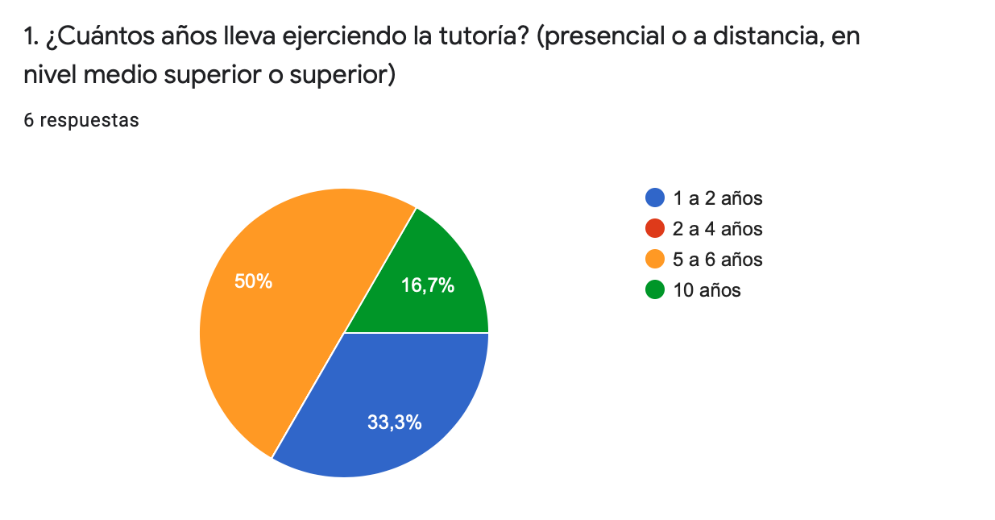 1. ¿Cuántos años lleva ejerciendo la tutoría? (presencial o a distancia, en
nivel medio superior o superior)
6 respuestas
1 a 2 años
2 a 4 años
5 a 6 años
10 años
50%
16,7%
33,3%